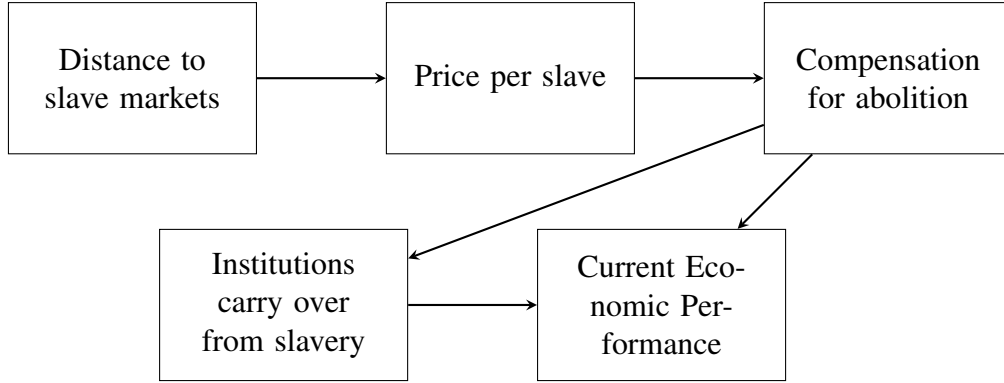 Distance to
slave markets
Price per slave
Compensation
for abolition
Institutions
carry over
from slavery
Current Eco-
nomic Per-
formance